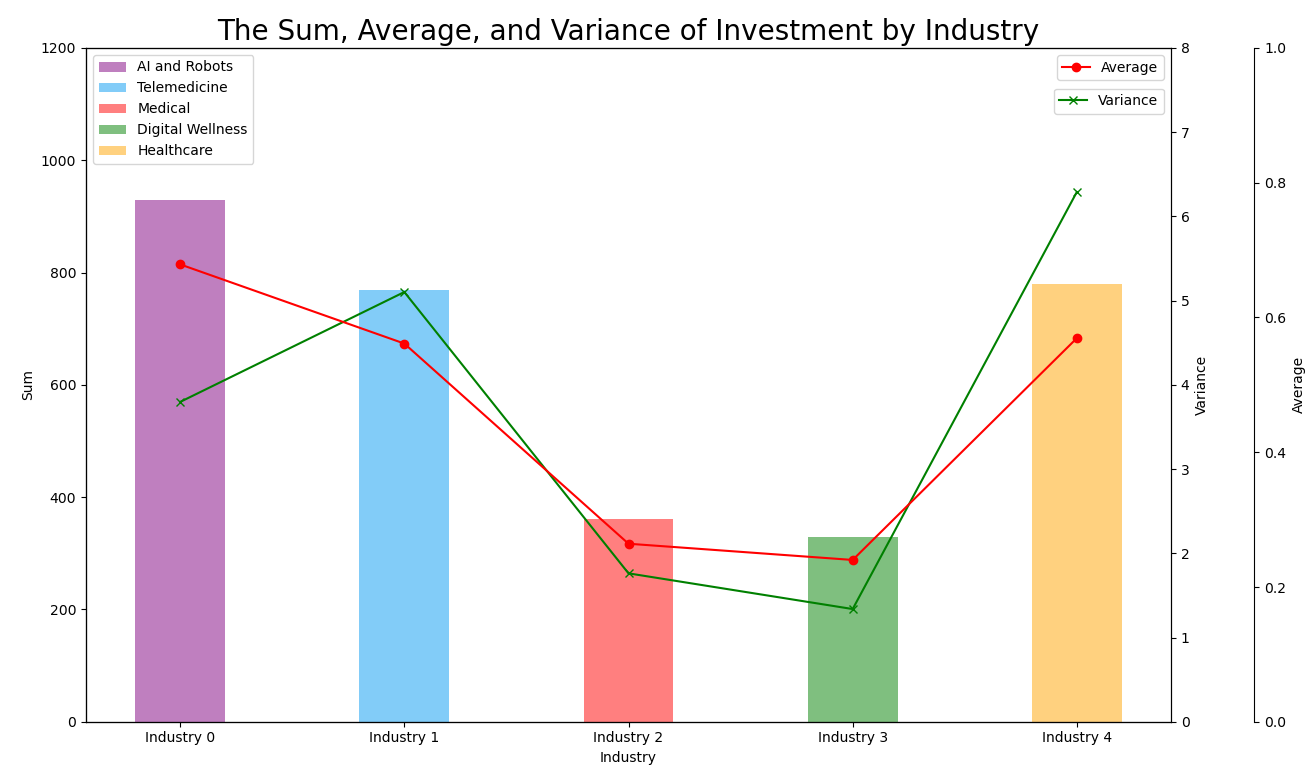 The Sum, Average, and Variance of Investment by Industry
AI and Robots
Telemedicine
Medical
Digital Wellness
Healthcare
Average
Variance
1200
1000
800
600
400
200
0
Sum
8
7
6
5
4
3
2
1
0
Variance
1.0
0.8
0.6
0.4
0.2
0.0
Average
Industry 0 Industry 1 Industry 2 Industry 3 Industry 4
Industry